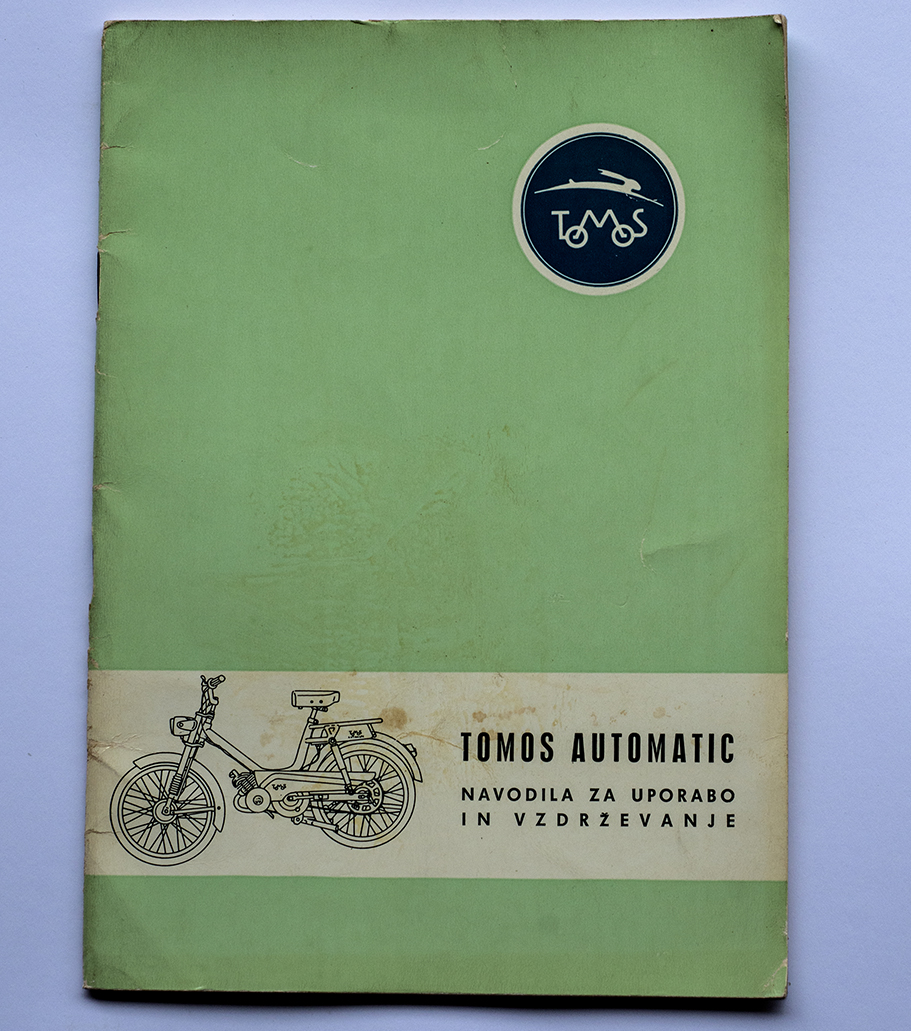 TOMOS
TOMOS AUTOMATIC
NAVODILA ZA UPORABO
IN VZDRŽEVANJE